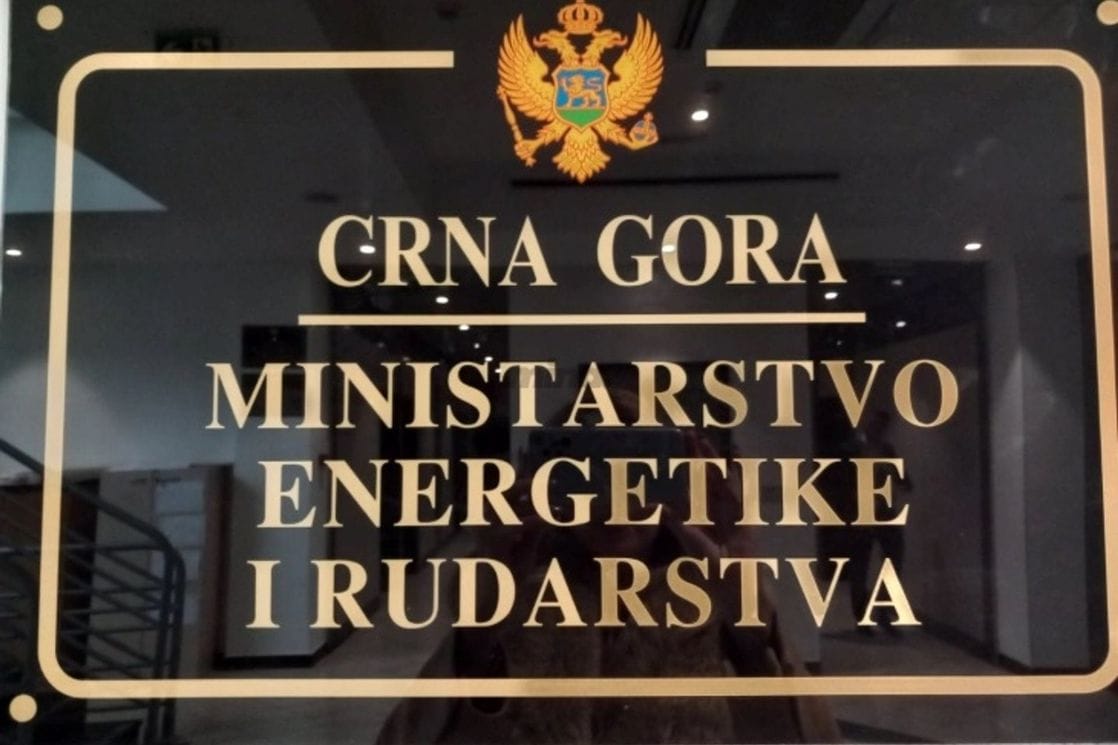 CRNA GORA
MINISTARSTVO
ENERGETIKE
I RUDARSTVA